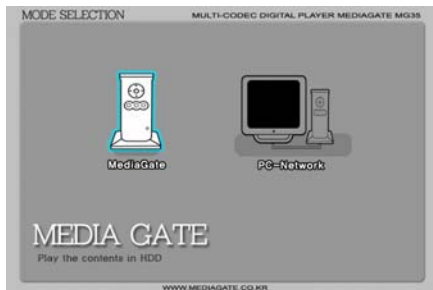 MODE SELECTION
MULTI-CODEC DIGITAL PLAYER MEDIAGATE MG35
MediaGate
PC-Network
MEDIA GATE
Play the contents in HDD
WWW.MEDIAGATE.CO.KR